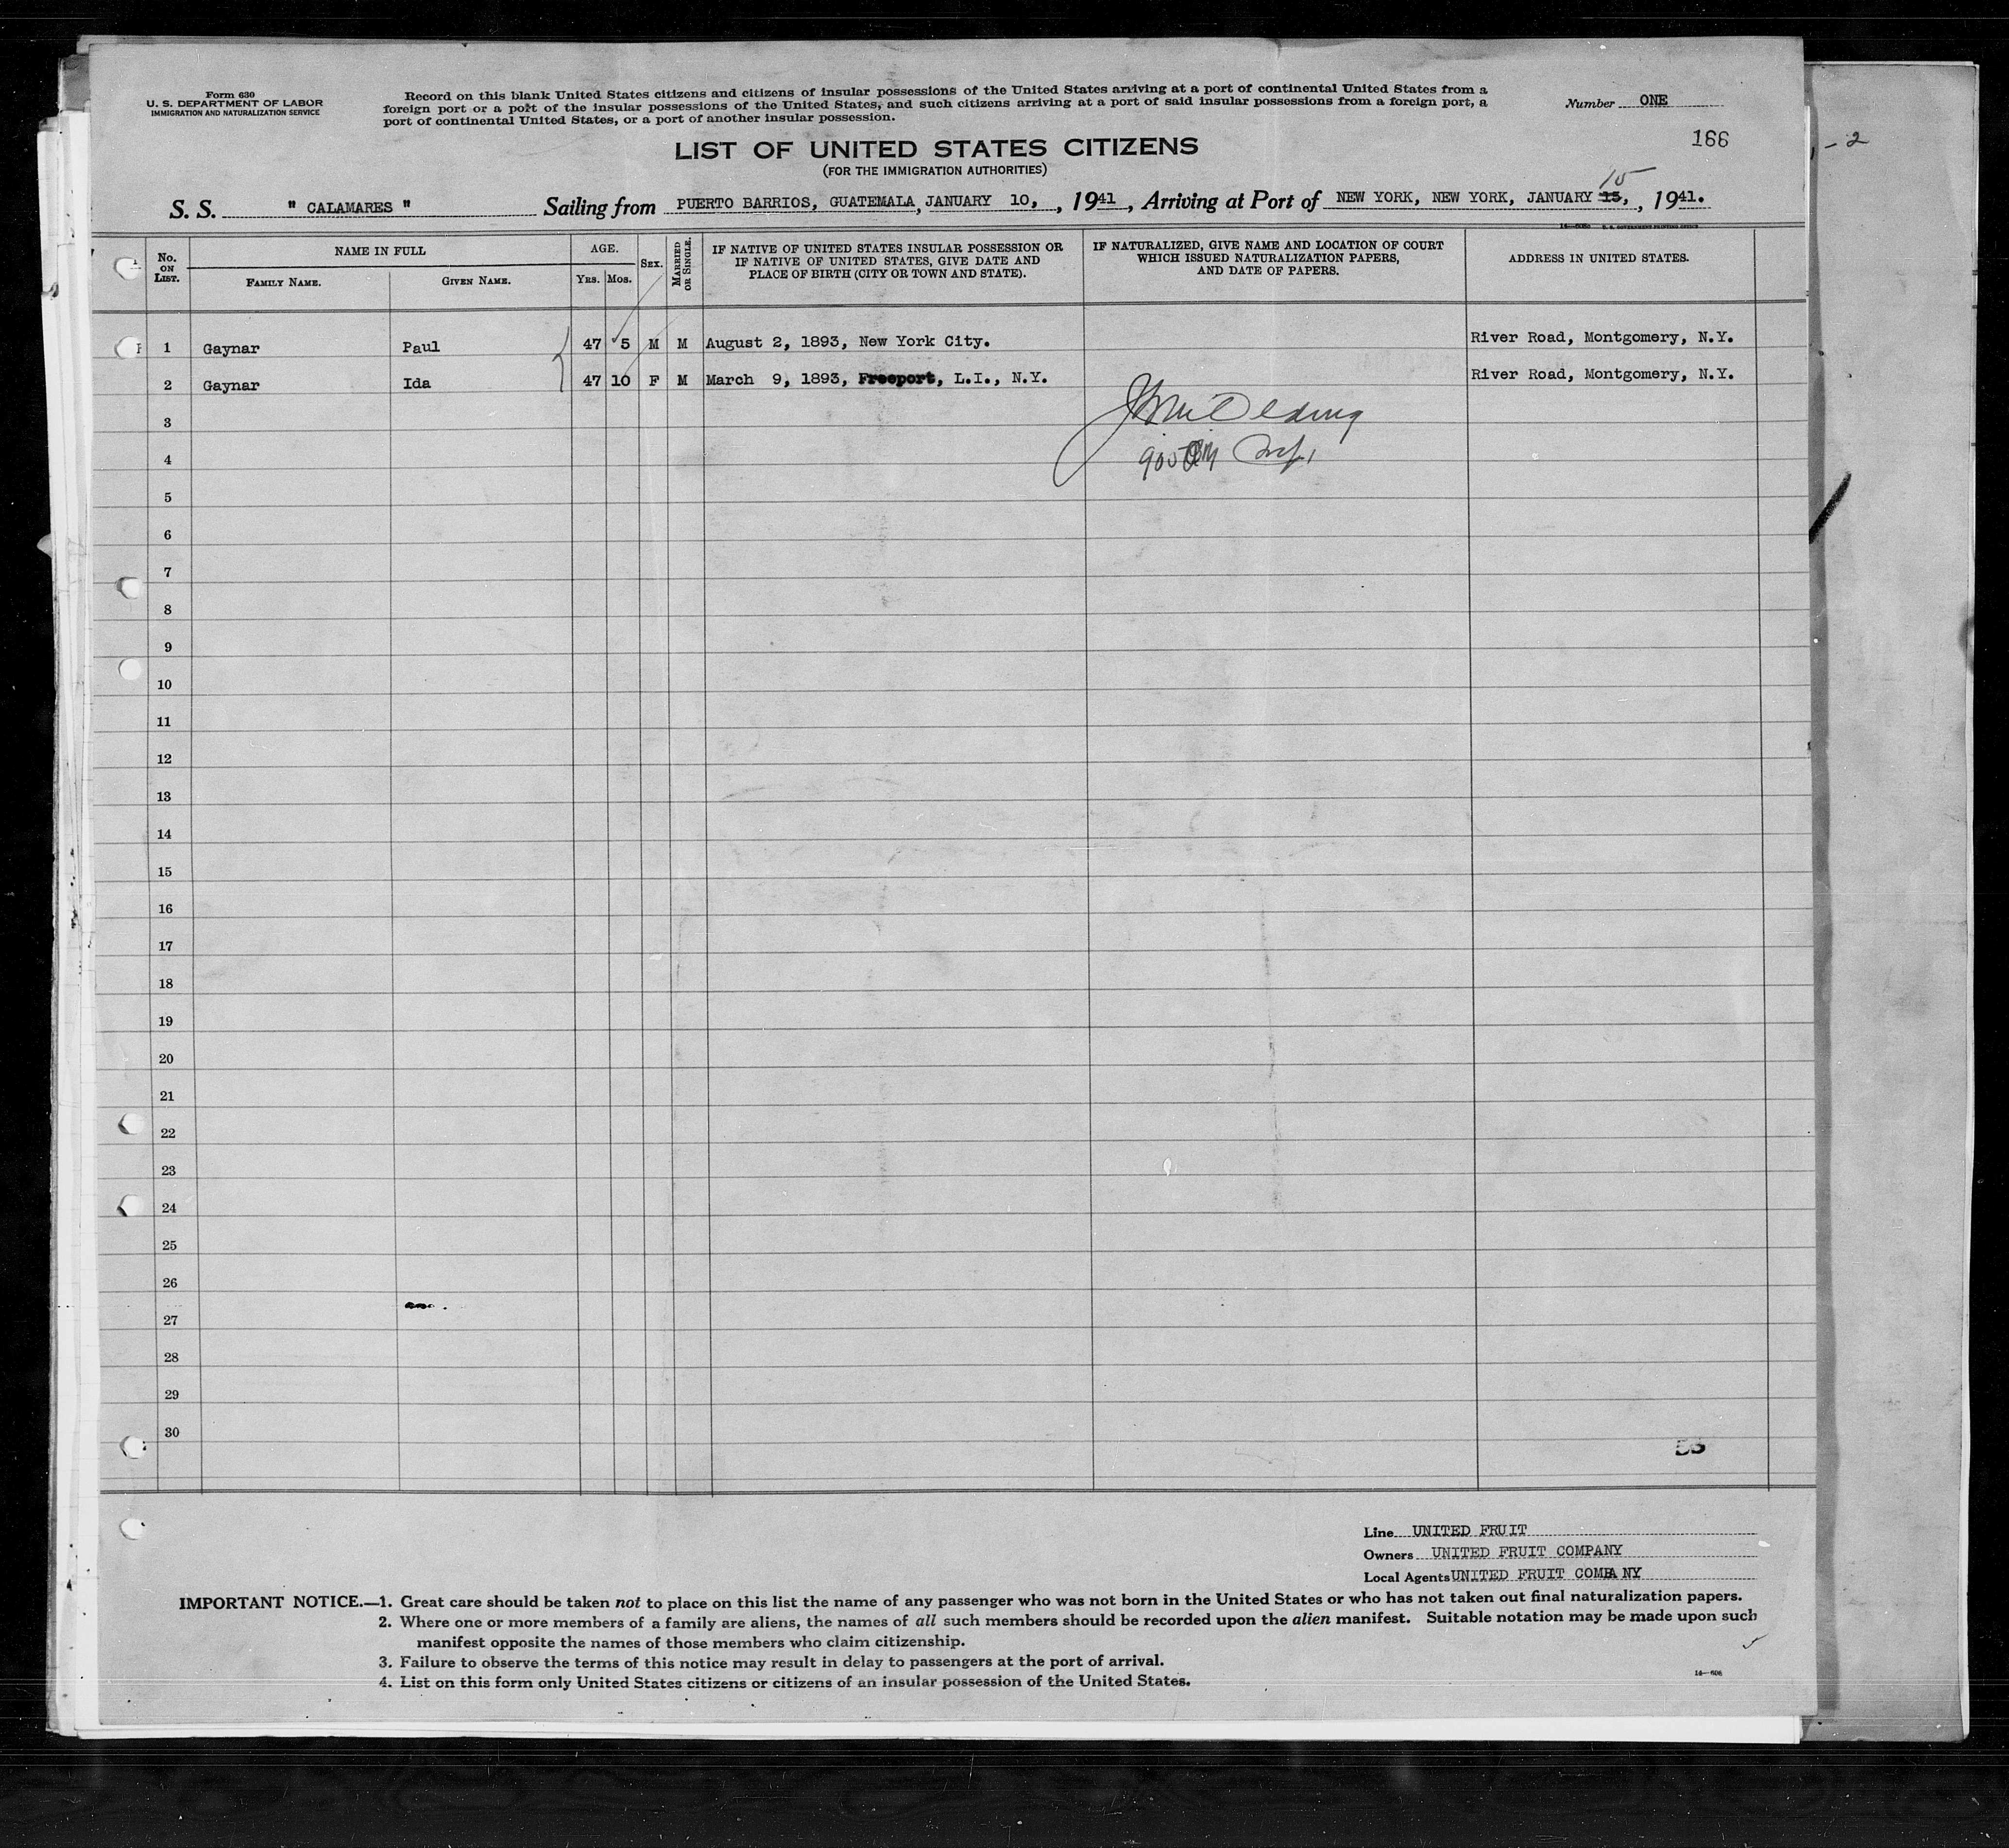 Form 630
U. S. DEPARTMENT OF LABOR
IMMIGRATION AND NATURALIZATION SERVICE
Record on this blank United States citizens and citizens of insular possessions of the United States arriving at a port of continental United States from a
foreign port or a port of the insular possessions of the United States, and such citizens arriving at a port of said insular possessions from a foreign port, a
port of continental United States, or a port of another insular possession.
Number ONE
166
- 2
LIST OF UNITED STATES CITIZENS
(FOR THE IMMIGRATION AUTHORITIES)
15
S. S. " CALAMARES " Sailing from PUERTO BARRIOS, GUATEMALA, JANUARY 10, , 1941 , Arriving at Port of NEW YORK, NEW YORK, JANUARY , , 1941.
U. S. GOVERNMENT PRINTING OFFICE
No. ON LIST.
NAME IN FULL
FAMILY NAME.
GIVEN NAME.
AGE.
YRS. MOS.
SEX.
MARRIED OR SINGLE.
IF NATIVE OF UNITED STATES INSULAR POSSESSION OR
IF NATIVE OF UNITED STATES, GIVE DATE AND
PLACE OF BIRTH (CITY OR TOWN AND STATE).
IF NATURALIZED, GIVE NAME AND LOCATION OF COURT
WHICH ISSUED NATURALIZATION PAPERS,
AND DATE OF PAPERS.
ADDRESS IN UNITED STATES.
1 Gaynar Paul 47 5 M M August 2, 1893, New York City. River Road, Montgomery, N.Y.
2 Gaynar Ida 47 10 F M March 9, 1893, Freeport, L.I., N.Y. River Road, Montgomery, N.Y.
3
4
5
6
7
8
9
10
11
12
13
14
15
16
17
18
19
20
21
22
23
24
25
26
27
28
29
30
Line UNITED FRUIT
Owners UNITED FRUIT COMPANY
Local Agents UNITED FRUIT COMPANY
IMPORTANT NOTICE.—1. Great care should be taken not to place on this list the name of any passenger who was not born in the United States or who has not taken out final naturalization papers.
2. Where one or more members of a family are aliens, the names of all such members should be recorded upon the alien manifest. Suitable notation may be made upon such
manifest opposite the names of those members who claim citizenship.
3. Failure to observe the terms of this notice may result in delay to passengers at the port of arrival.
4. List on this form only United States citizens or citizens of an insular possession of the United States.